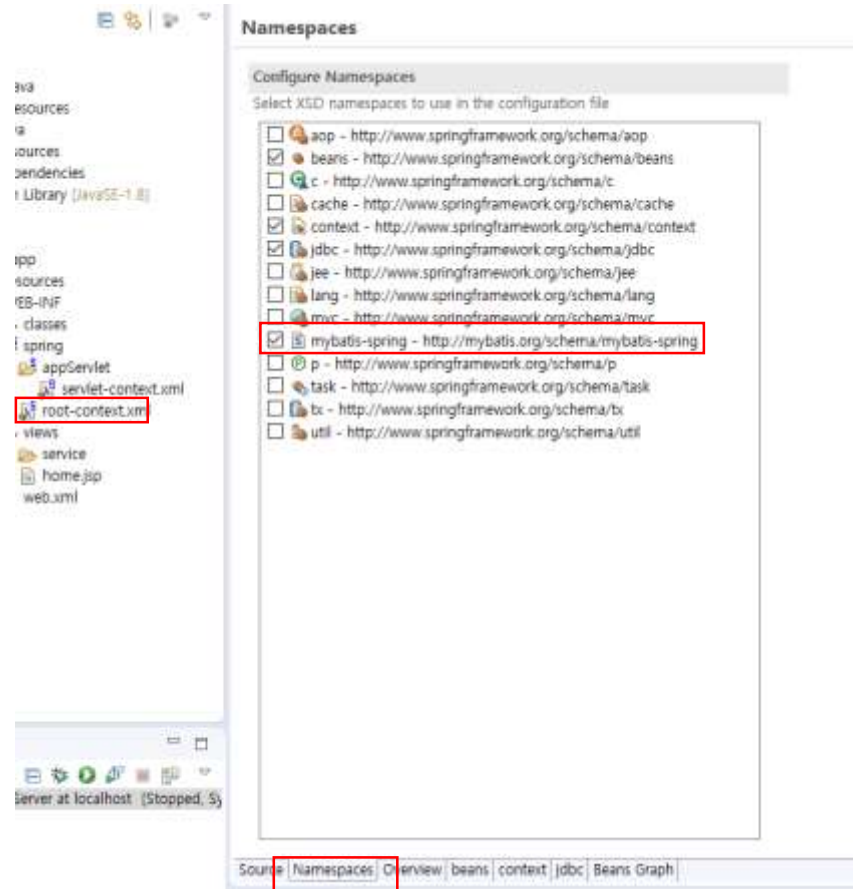 Namespaces
Configure Namespaces
Select XSD namespaces to use in the configuration file
aop - http://www.springframework.org/schema/aop
beans - http://www.springframework.org/schema/beans
c - http://www.springframework.org/schema/c
cache - http://www.springframework.org/schema/cache
context - http://www.springframework.org/schema/context
jdbc - http://www.springframework.org/schema/jdbc
jee - http://www.springframework.org/schema/jee
lang - http://www.springframework.org/schema/lang
mvc - http://www.springframework.org/schema/mvc
mybatis-spring - http://mybatis.org/schema/mybatis-spring
p - http://www.springframework.org/schema/p
task - http://www.springframework.org/schema/task
tx - http://www.springframework.org/schema/tx
util - http://www.springframework.org/schema/util
ava
esources
va
ources
pendencies
Library [JavaSE-1.8]
app
sources
EB-INF
classes
spring
appServlet
servlet-context.xml
root-context.xml
views
service
home.jsp
web.xml
Server at localhost [Stopped, Sy
Source Namespaces Overview beans context jdbc Beans Graph